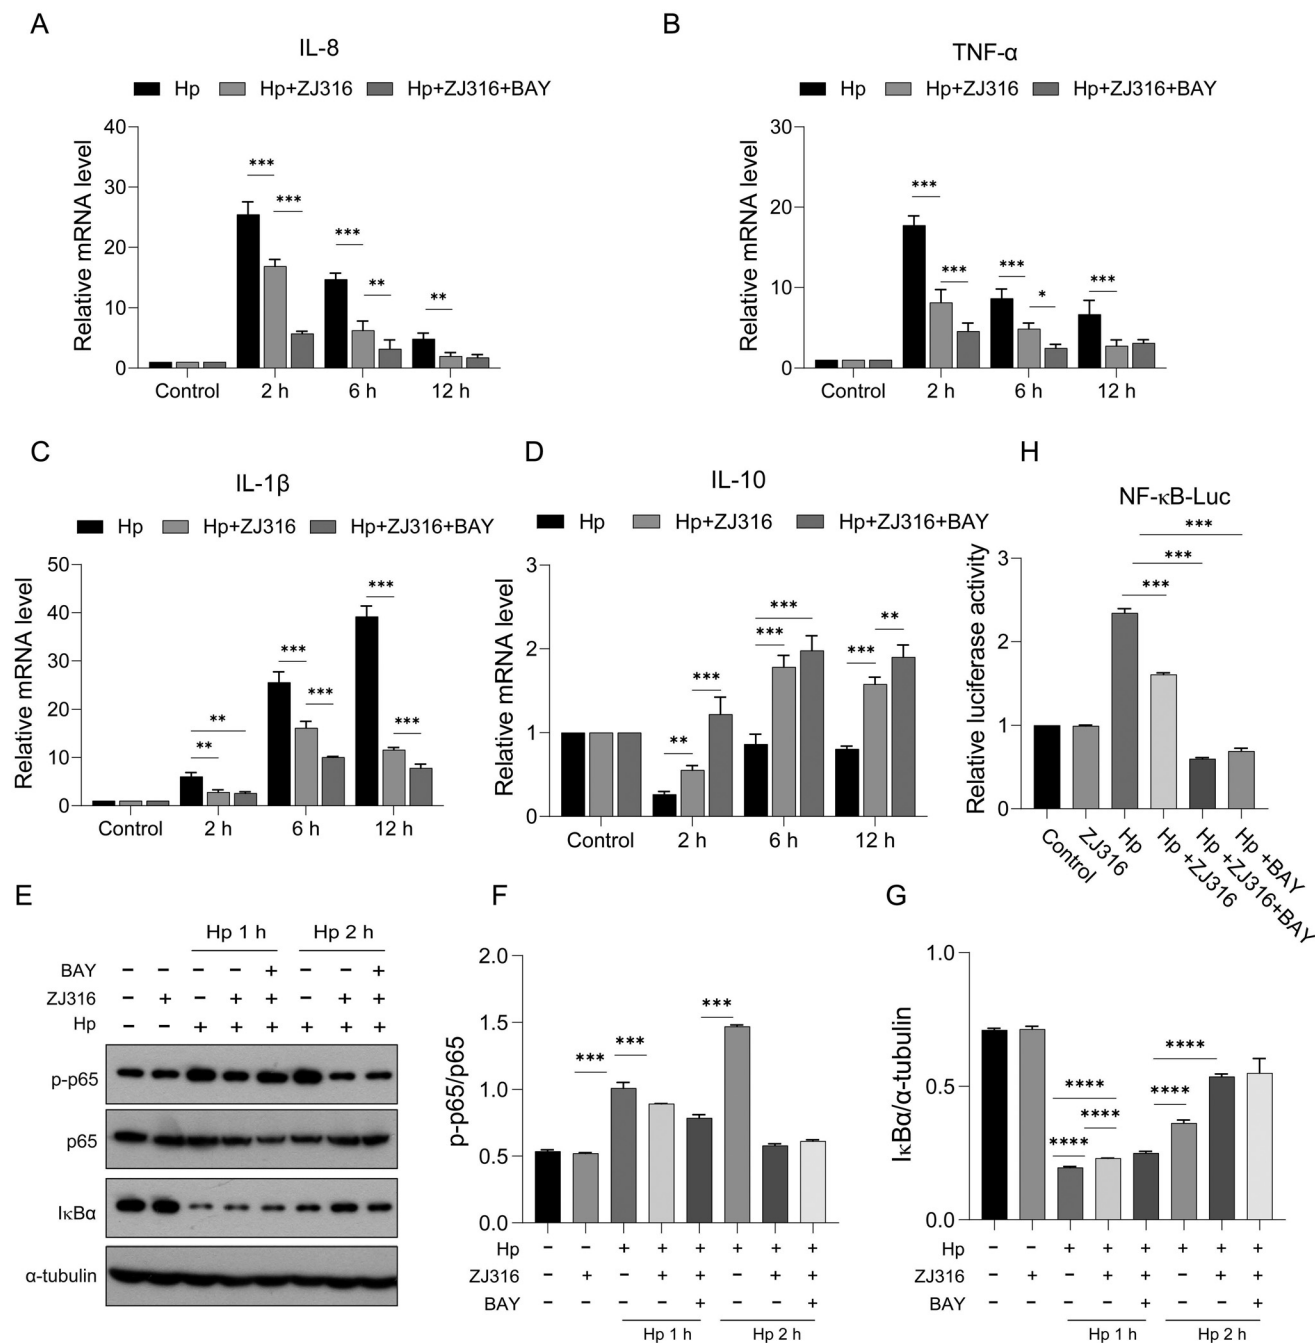 A
IL-8
Hp Hp+ZJ316 Hp+ZJ316+BAY
Relative mRNA level
40
30
20
10
0
*** *** *** ** **
Control 2 h 6 h 12 h
B
TNF-α
Hp Hp+ZJ316 Hp+ZJ316+BAY
Relative mRNA level
30
20
10
0
*** *** *** * ***
Control 2 h 6 h 12 h
C
IL-1β
Hp Hp+ZJ316 Hp+ZJ316+BAY
Relative mRNA level
50
40
30
20
10
0
** ** *** *** *** ***
Control 2 h 6 h 12 h
D
IL-10
Hp Hp+ZJ316 Hp+ZJ316+BAY
Relative mRNA level
3
2
1
0
** *** *** *** *** **
Control 2 h 6 h 12 h
H
NF-κB-Luc
Relative luciferase activity
3
2
1
0
***
***
***
Control
ZJ316
Hp
Hp +ZJ316
Hp +ZJ316+BAY
Hp +BAY
E
Hp 1 h Hp 2 h
BAY − − − − + − − +
ZJ316 − + − + + − + +
Hp − − + + + + + +
p-p65
p65
IκBα
α-tubulin
F
p-p65/p65
2.0
1.5
1.0
0.5
0.0
*** *** ***
Hp − − + + + + + +
ZJ316 − + − + + − + +
BAY − − − − + − − +
Hp 1 h Hp 2 h
G
IκBα/α-tubulin
1.0
0.5
0.0
**** **** **** **** ****
Hp − − + + + + + +
ZJ316 − + − + + − + +
BAY − − − − + − − +
Hp 1 h Hp 2 h